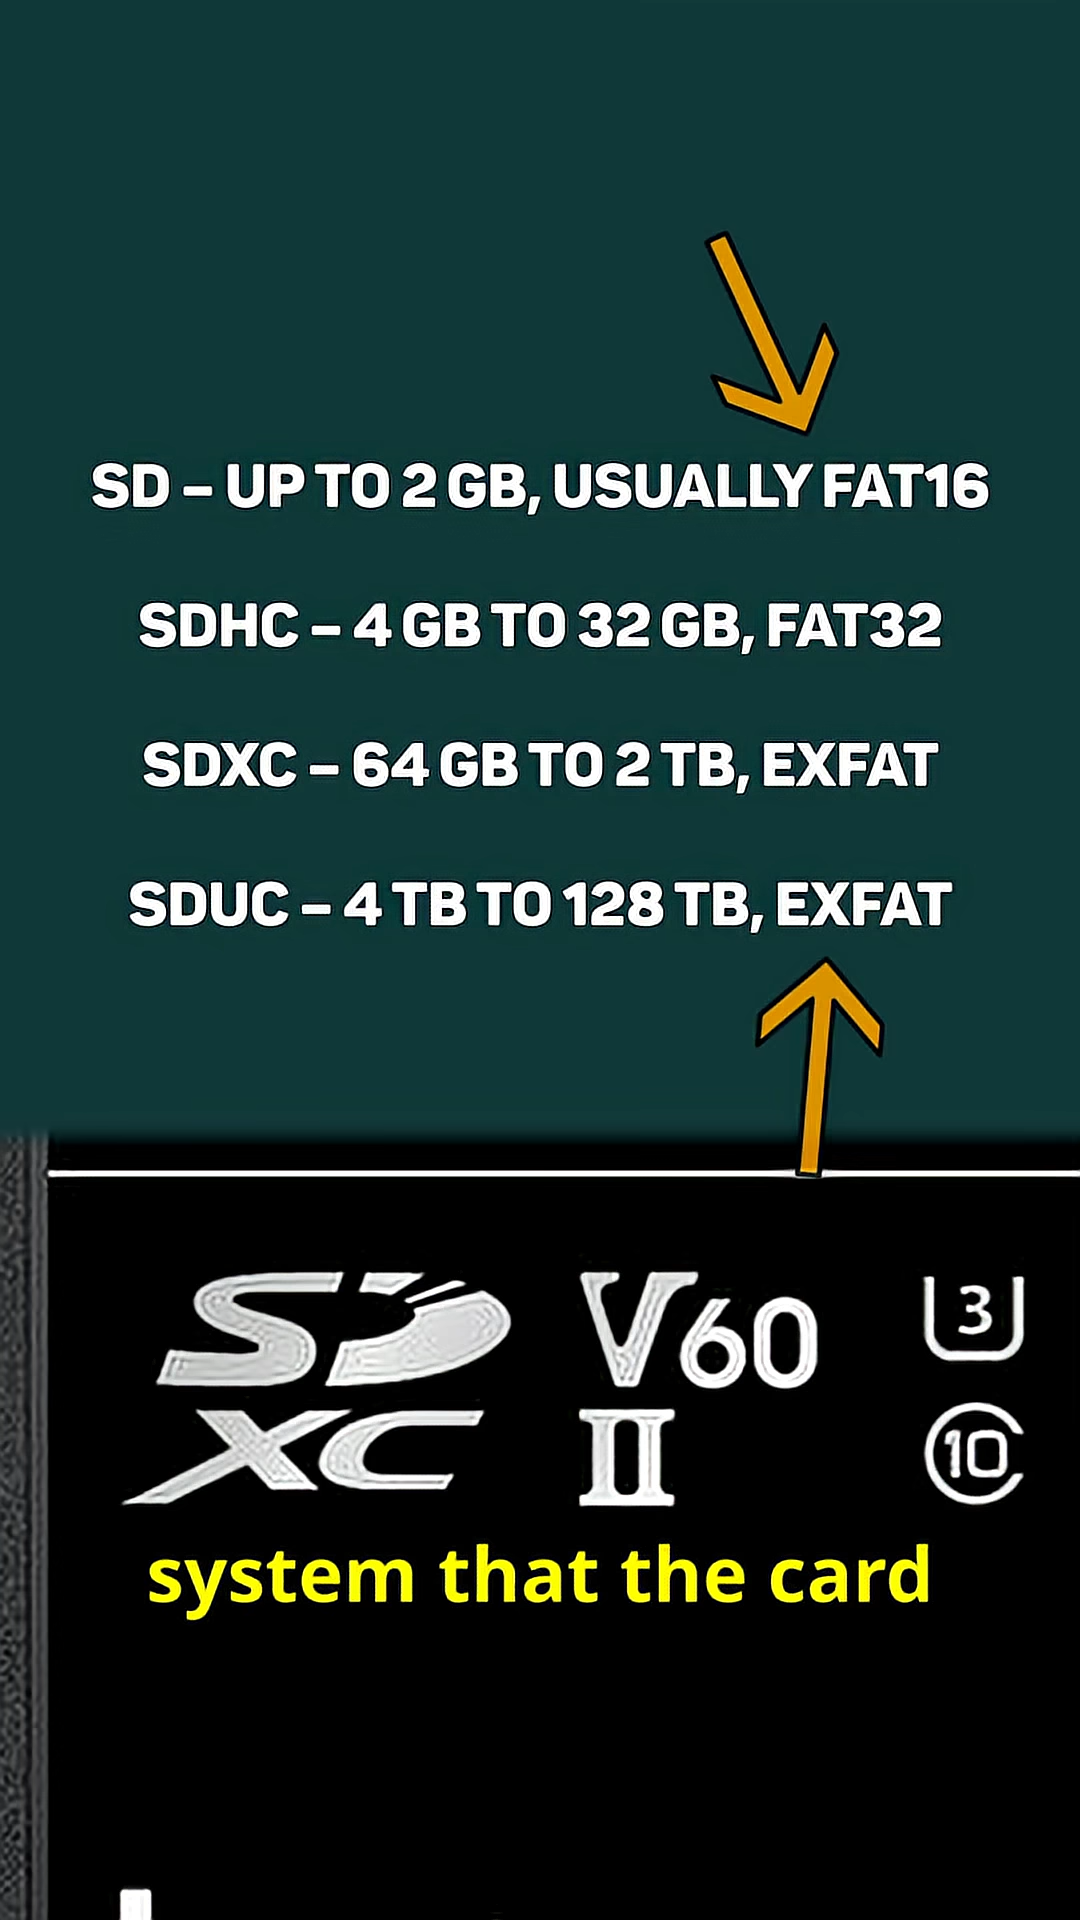 SD – UP TO 2 GB, USUALLY FAT16
SDHC – 4 GB TO 32 GB, FAT32
SDXC – 64 GB TO 2 TB, EXFAT
SDUC – 4 TB TO 128 TB, EXFAT
SD V60 3
XC II 10
system that the card